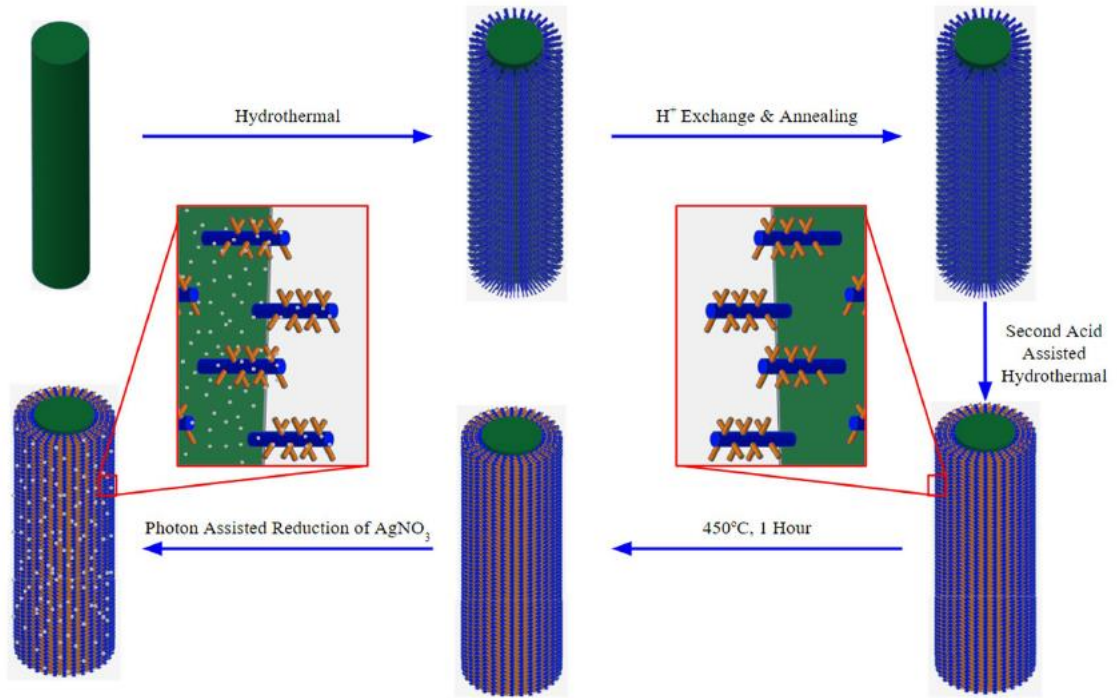 Hydrothermal
H⁺ Exchange & Annealing
Second Acid
Assisted
Hydrothermal
Photon Assisted Reduction of AgNO₃
450°C, 1 Hour